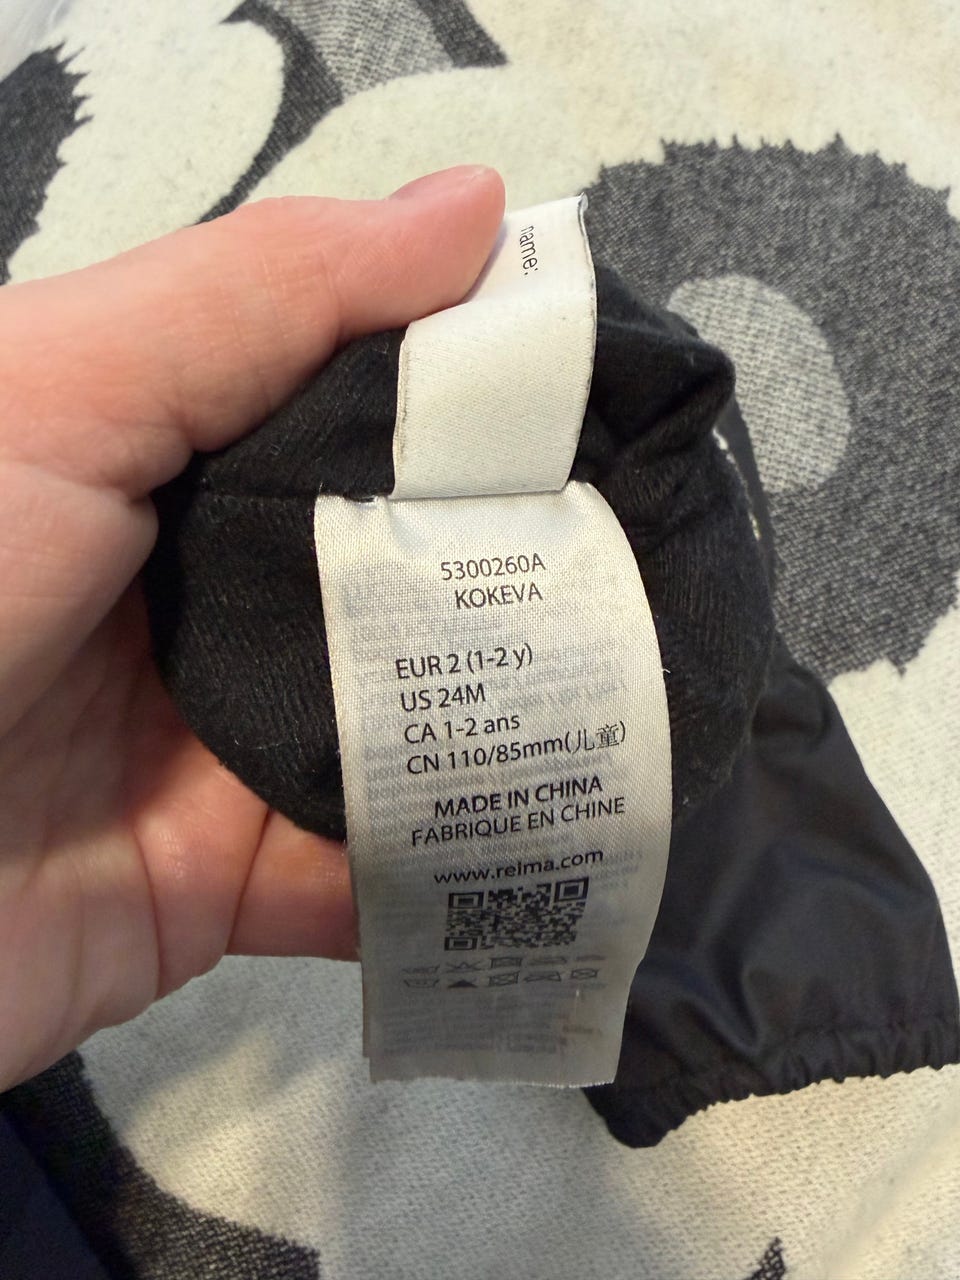 name:
5300260A
KOKEVA
EUR 2 (1-2 y)
US 24M
CA 1-2 ans
CN 110/85mm(儿童)
MADE IN CHINA
FABRIQUE EN CHINE
www.reima.com